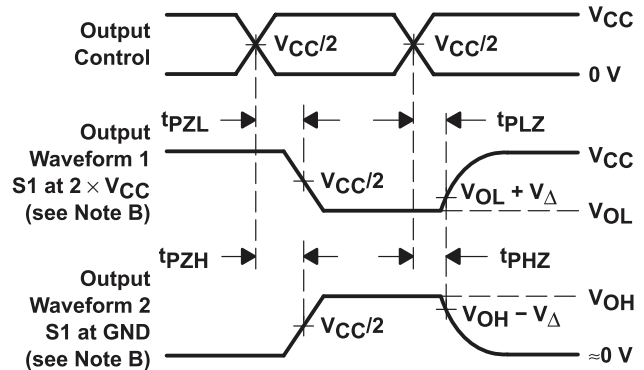 Output
Control
VCC/2
VCC/2
VCC
0 V
tPZL
tPLZ
Output
Waveform 1
S1 at 2 × VCC
(see Note B)
VCC/2
VCC
VOL + VΔ
VOL
tPZH
tPHZ
Output
Waveform 2
S1 at GND
(see Note B)
VCC/2
VOH
VOH − VΔ
≈0 V